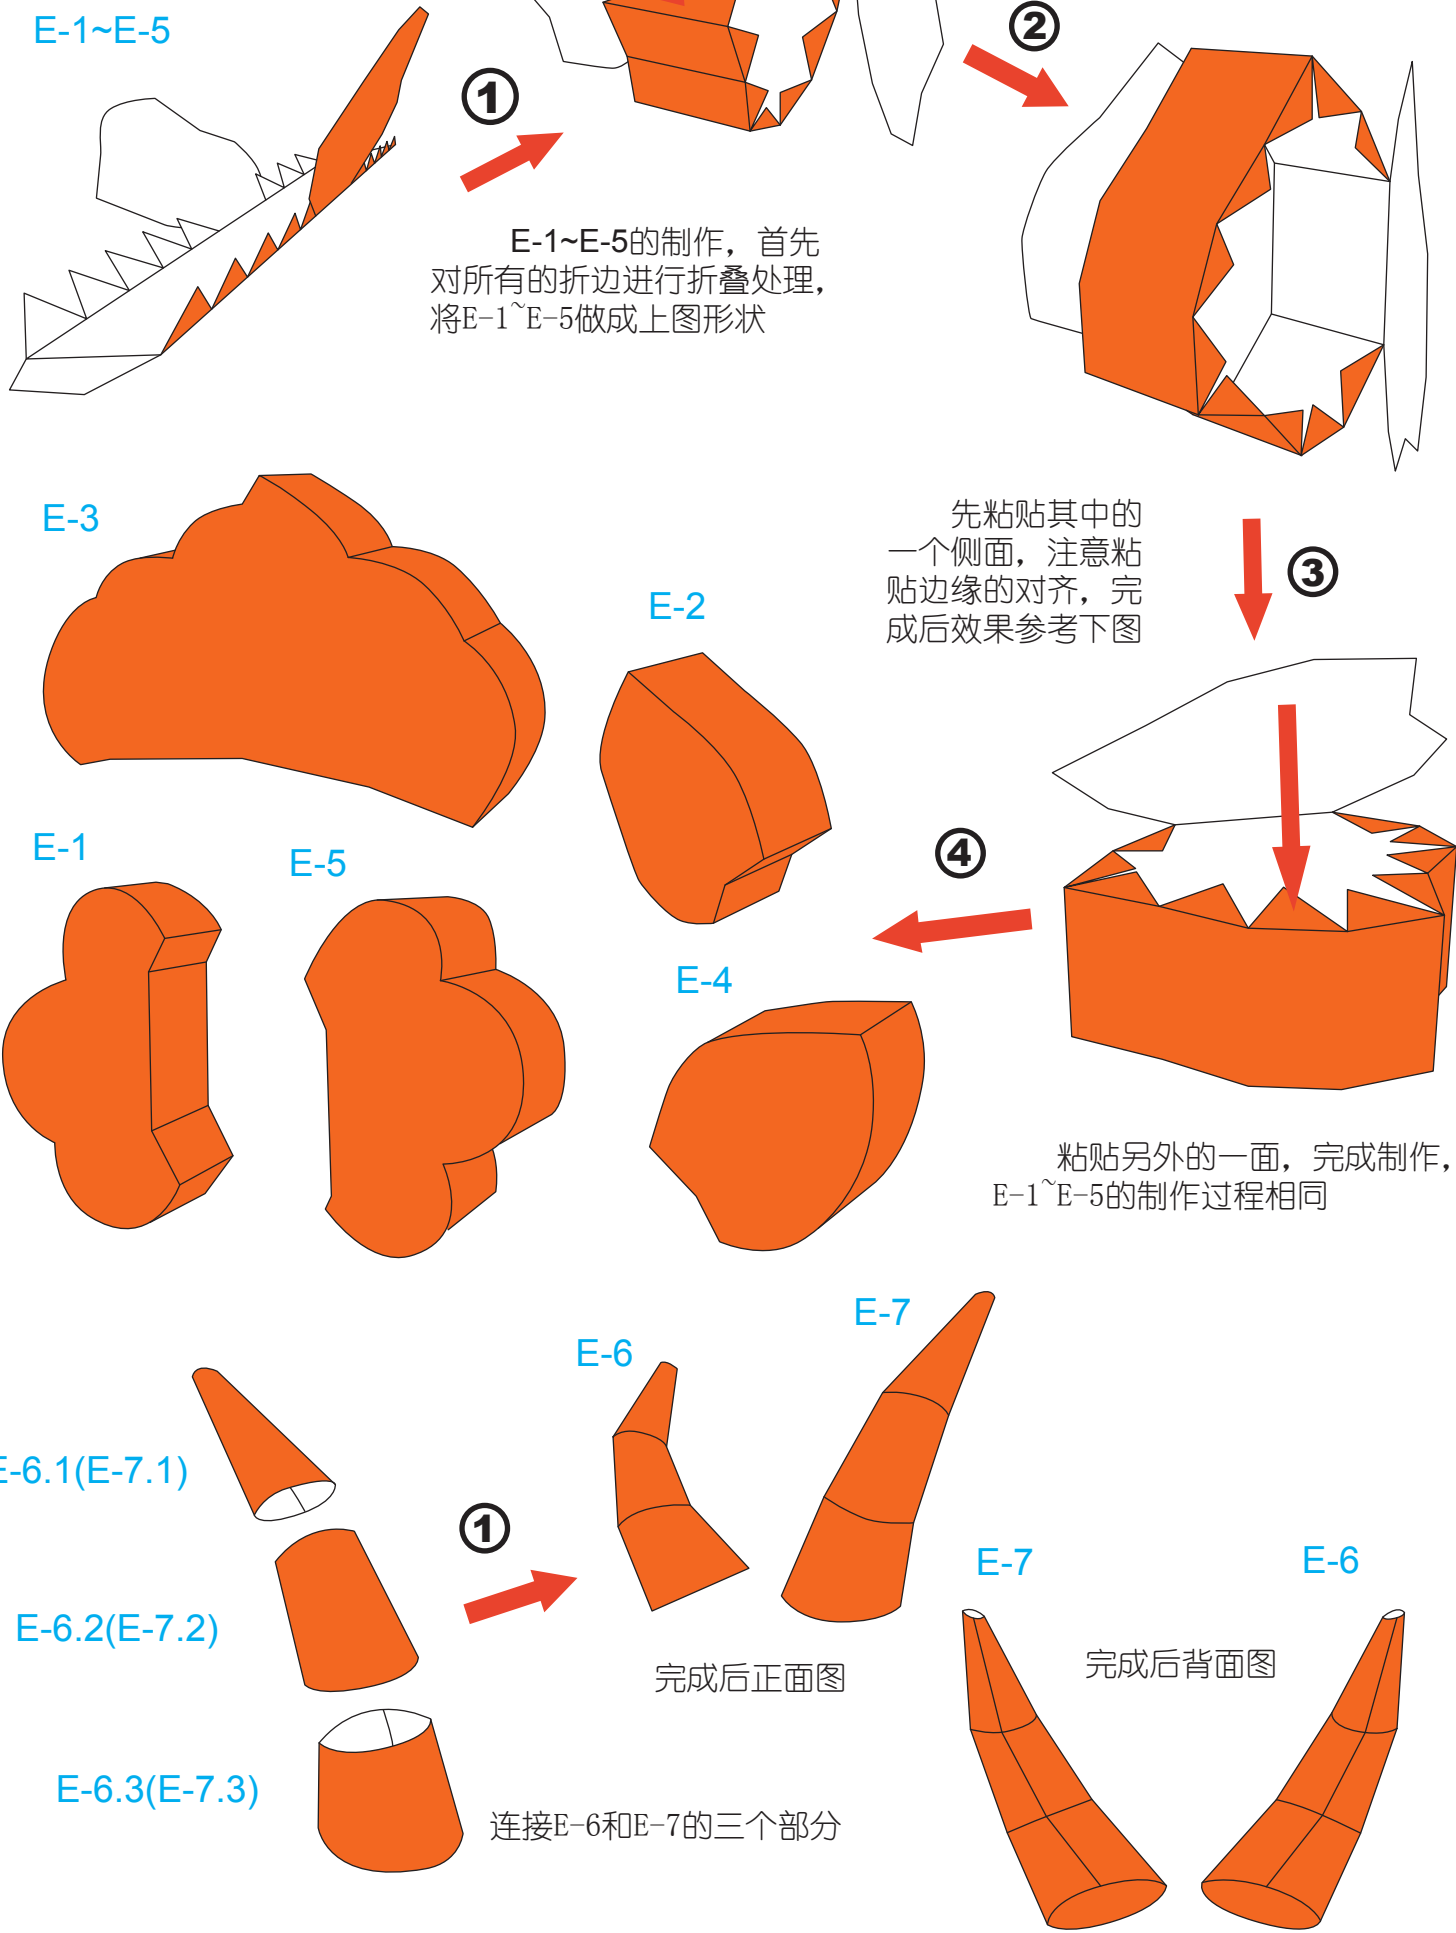 E-1~E-5
①
②
E-1~E-5的制作，首先
对所有的折边进行折叠处理，
将E-1~E-5做成上图形状
E-3
先粘贴其中的
一个侧面，注意粘
贴边缘的对齐，完
成后效果参考下图
③
E-2
E-1
E-5
④
E-4
粘贴另外的一面，完成制作，
E-1~E-5的制作过程相同
E-7
E-6
E-6.1(E-7.1)
①
E-7
E-6
E-6.2(E-7.2)
完成后正面图
完成后背面图
E-6.3(E-7.3)
连接E-6和E-7的三个部分